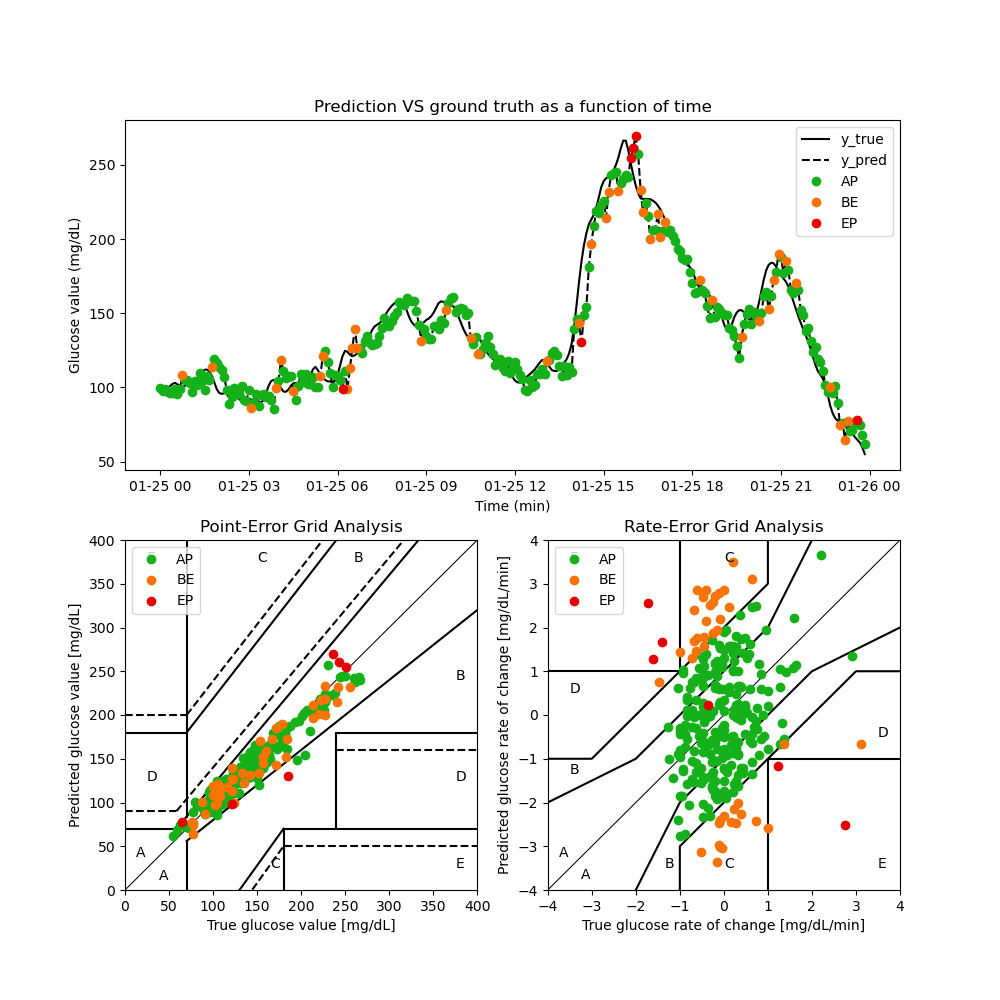 Prediction VS ground truth as a function of time
Glucose value (mg/dL)
250
200
150
100
50
y_true
y_pred
AP
BE
EP
01-25 00 01-25 03 01-25 06 01-25 09 01-25 12 01-25 15 01-25 18 01-25 21 01-26 00
Time (min)
Point-Error Grid Analysis
Predicted glucose value [mg/dL]
400
350
300
250
200
150
100
50
0
AP
BE
EP
C
B
B
D
D
A
A
C
E
0 50 100 150 200 250 300 350 400
True glucose value [mg/dL]
Rate-Error Grid Analysis
Predicted glucose rate of change [mg/dL/min]
4
3
2
1
0
−1
−2
−3
−4
AP
BE
EP
C
D
D
B
A
A
B
C
E
−4 −3 −2 −1 0 1 2 3 4
True glucose rate of change [mg/dL/min]